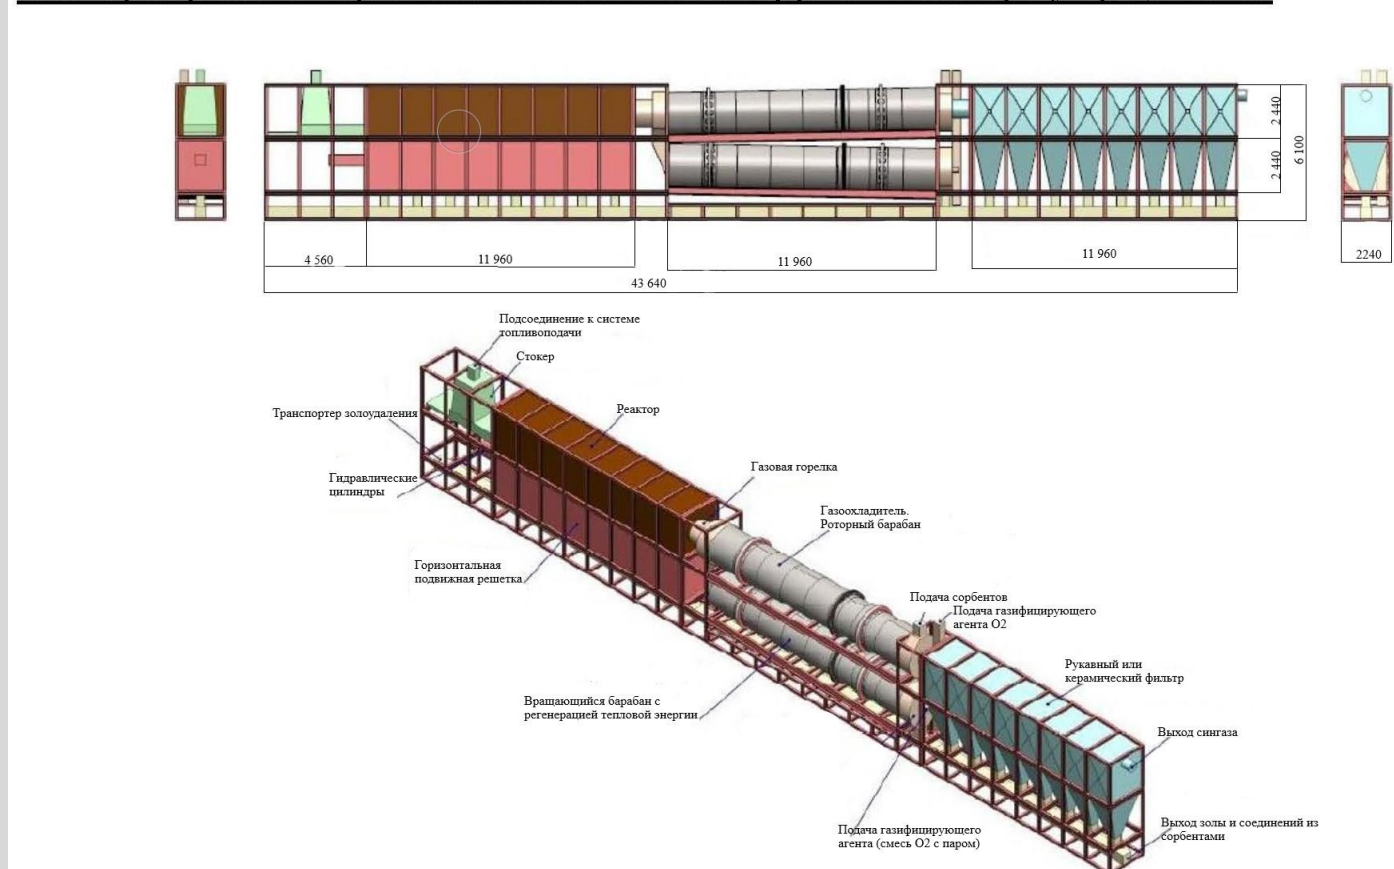 2 440
2 440
6 100
4 560
11 960
11 960
11 960
2240
43 640
Подсоединение к системе
топливоподачи
Стокер
Транспортер золоудаления
Реактор
Гидравлические
цилиндры
Газовая горелка
Газоохладитель.
Роторный барабан
Горизонтальная
подвижная решетка
Подача сорбентов
Подача газифицирующего
агента О2
Рукавный или
керамический фильтр
Вращающийся барабан с
регенерацией тепловой энергии
Выход сингаза
Подача газифицирующего
агента (смесь О2 с паром)
Выход золы и соединений из
сорбентами